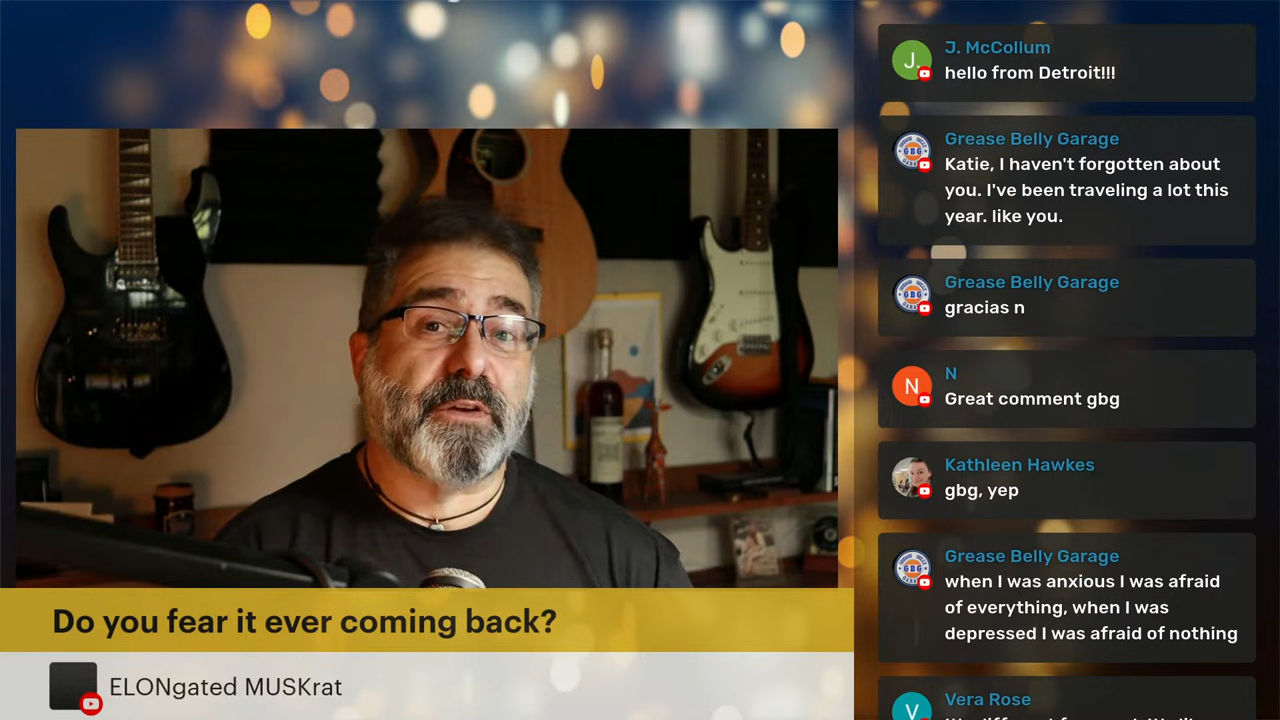 J. McCollum
hello from Detroit!!!
Grease Belly Garage
Katie, I haven't forgotten about
you. I've been traveling a lot this
year. like you.
Grease Belly Garage
gracias n
N
Great comment gbg
Kathleen Hawkes
gbg, yep
Grease Belly Garage
when I was anxious I was afraid
of everything, when I was
depressed I was afraid of nothing
Vera Rose
Do you fear it ever coming back?
ELONgated MUSKrat